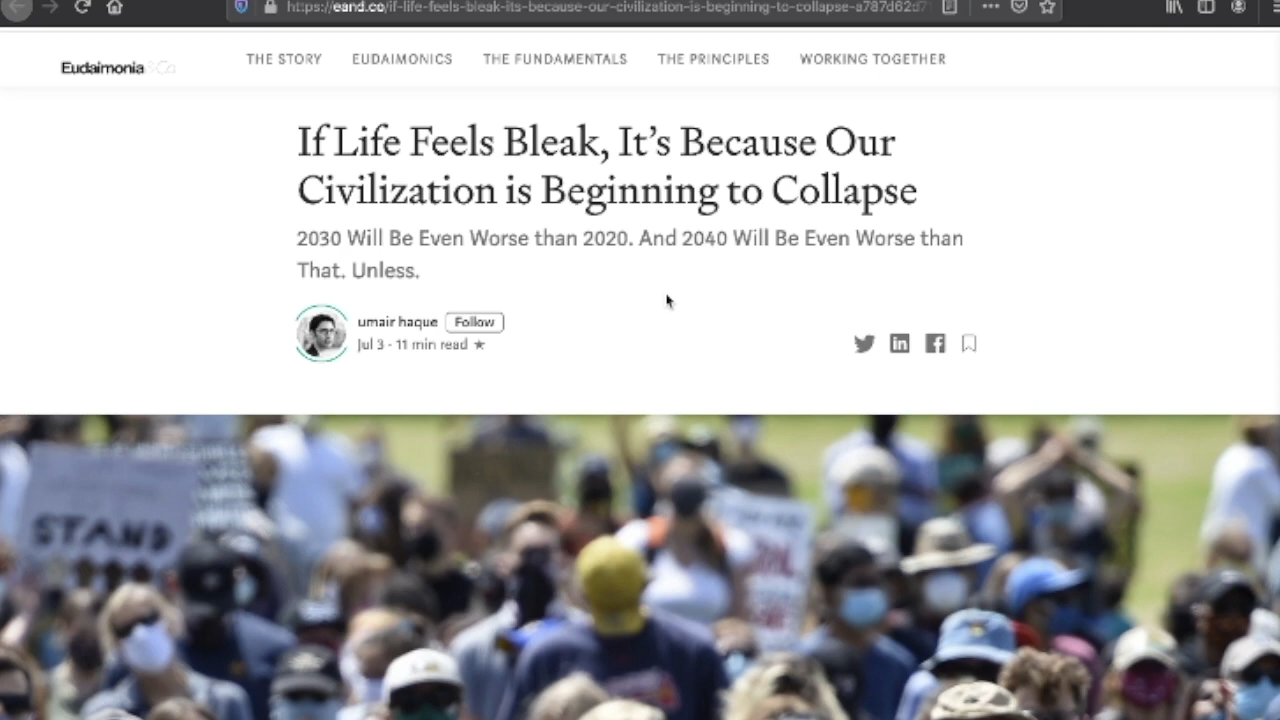 https://eand.co/if-life-feels-bleak-its-because-our-civilization-is-beginning-to-collapse-a787d62d7
Eudaimonia &Co
THE STORY EUDAIMONICS THE FUNDAMENTALS THE PRINCIPLES WORKING TOGETHER
If Life Feels Bleak, It’s Because Our
Civilization is Beginning to Collapse
2030 Will Be Even Worse than 2020. And 2040 Will Be Even Worse than
That. Unless.
umair haque Follow
Jul 3 · 11 min read ★
STAND